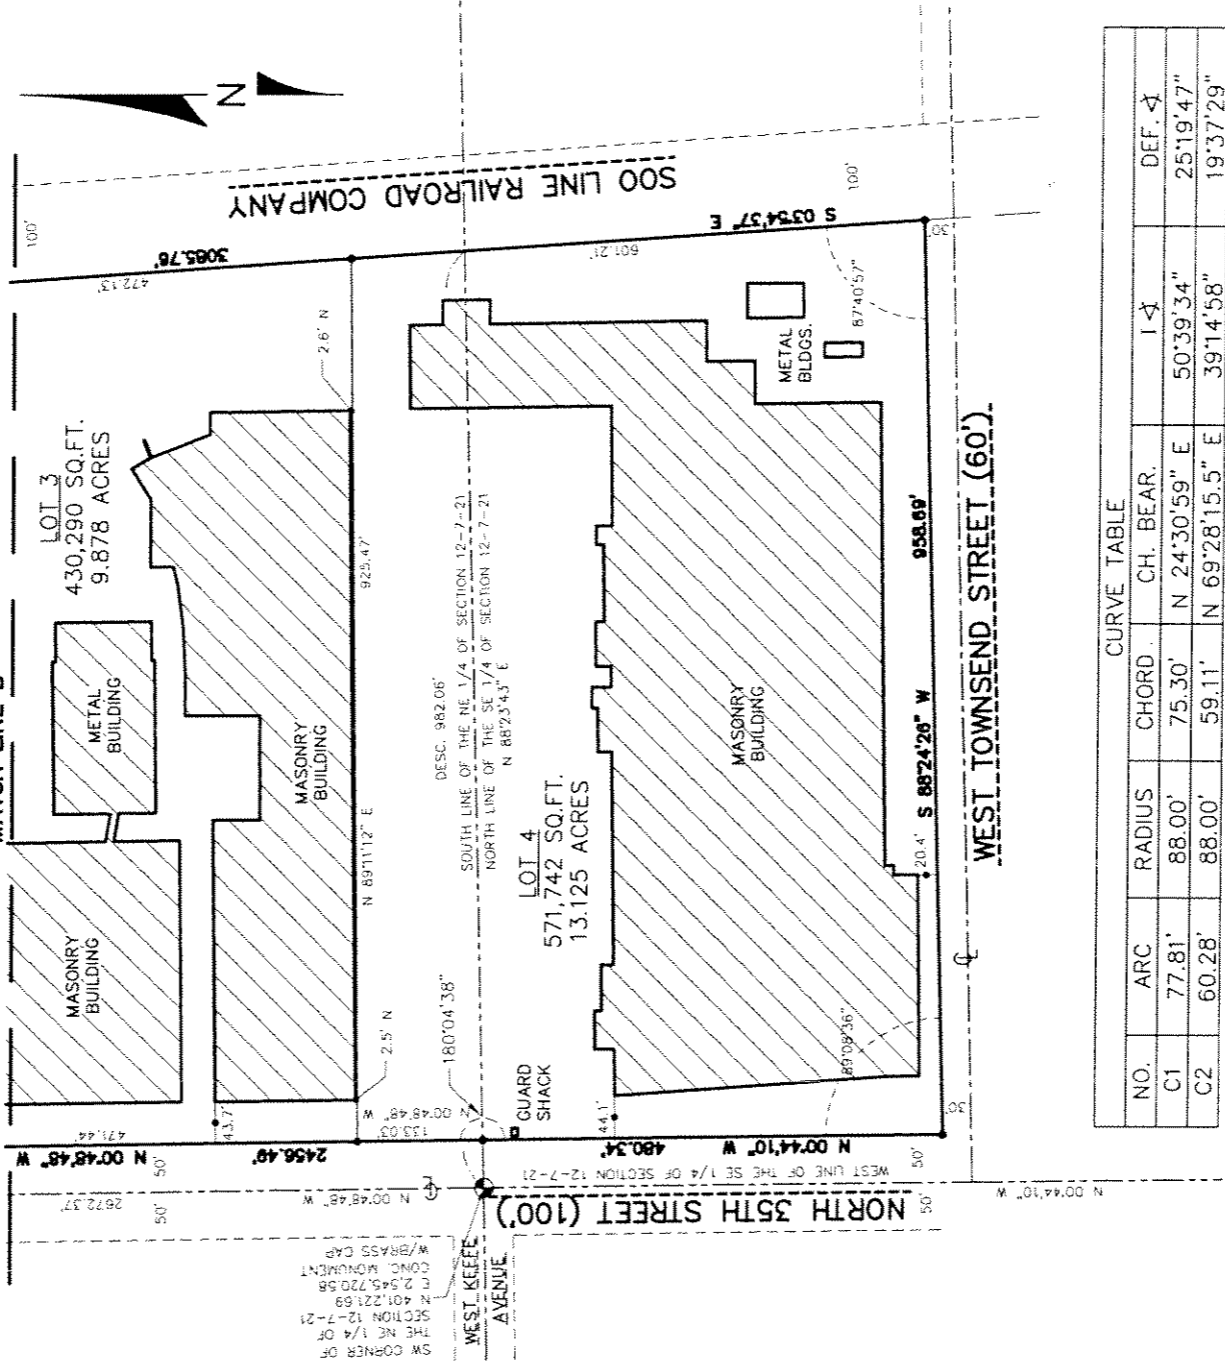 LOT 3
430,290 SQ.FT.
9.878 ACRES
METAL
BUILDING
MASONRY
BUILDING
MASONRY
BUILDING
N
100'
SOO LINE RAILROAD COMPANY
3085.76'
472.13'
2.6' N
925.47'
N 89°11'12" E
2.5' N
43.7'
471.44'
N 00°48'48" W
2456.49'
50'
2672.37'
50'
N 00°48'48" W
133.03'
N 00°48'48" W
180°04'38"
DESC. 982.06'
SOUTH LINE OF THE NE 1/4 OF SECTION 12-7-21
NORTH LINE OF THE SE 1/4 OF SECTION 12-7-21
N 88°23'43" E
LOT 4
571,742 SQ.FT.
13.125 ACRES
GUARD
SHACK
44.1'
MASONRY
BUILDING
METAL
BLDGS.
601.21'
S 03°54'37" E
100'
87°40'57"
30'
958.69'
S 88°24'26" W
20.4'
89°08'36"
30'
WEST TOWNSEND STREET (60')
480.34'
N 00°44'10" W
50'
WEST LINE OF THE SE 1/4 OF SECTION 12-7-21
NORTH 35TH STREET (100')
50'
N 00°44'10" W
WEST KEEFE
AVENUE
SW CORNER OF
THE NE 1/4 OF
SECTION 12-7-21
N 401,221.69
E 2,545,720.58
CONC. MONUMENT
W/BRASS CAP
CURVE TABLE
NO. ARC RADIUS CHORD CH. BEAR. I∡ DEF. ∡
C1 77.81' 88.00' 75.30' N 24°30'59" E 50°39'34" 25°19'47"
C2 60.28' 88.00' 59.11' N 69°28'15.5" E 39°14'58" 19°37'29"